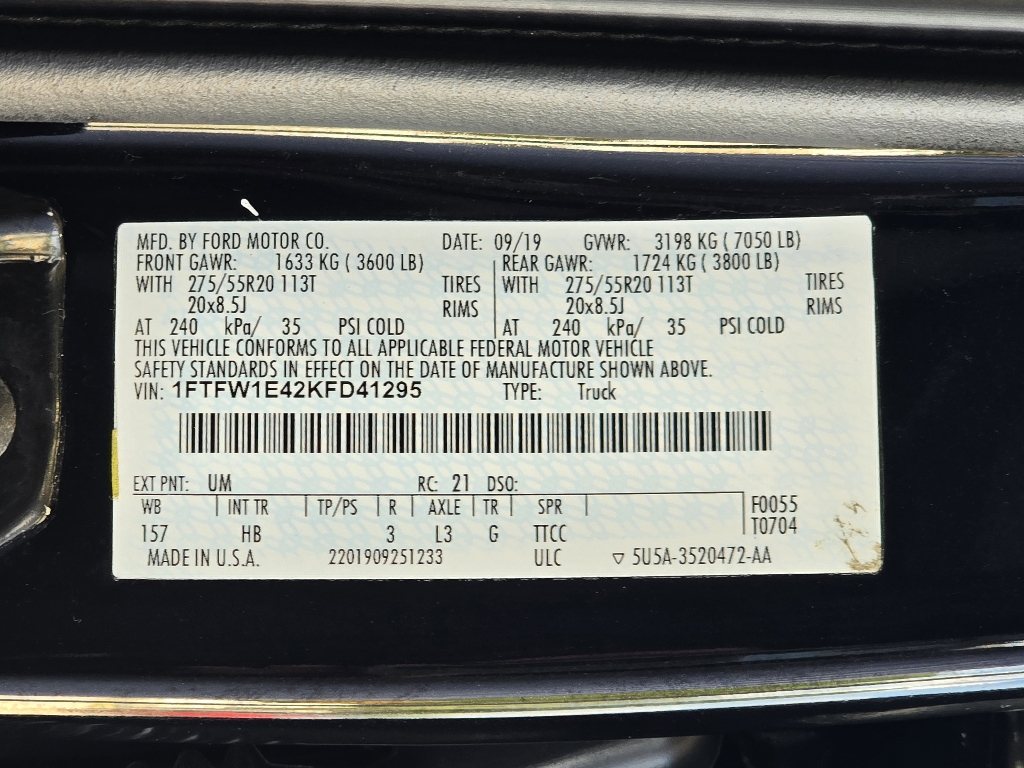 MFD. BY FORD MOTOR CO. DATE: 09/19 GVWR: 3198 KG ( 7050 LB)
FRONT GAWR: 1633 KG ( 3600 LB) REAR GAWR: 1724 KG ( 3800 LB)
WITH 275/55R20 113T TIRES WITH 275/55R20 113T TIRES
20x8.5J RIMS 20x8.5J RIMS
AT 240 kPa/ 35 PSI COLD AT 240 kPa/ 35 PSI COLD
THIS VEHICLE CONFORMS TO ALL APPLICABLE FEDERAL MOTOR VEHICLE
SAFETY STANDARDS IN EFFECT ON THE DATE OF MANUFACTURE SHOWN ABOVE.
VIN: 1FTFW1E42KFD41295 TYPE: Truck
EXT PNT: UM RC: 21 DSO:
WB INT TR TP/PS R AXLE TR SPR F0055
157 HB 3 L3 G TTCC T0704
MADE IN U.S.A. 2201909251233 ULC ▽ 5U5A-3520472-AA